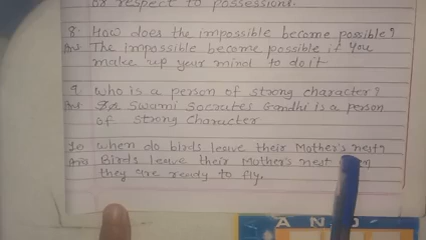 or respect to possessions.
8. How does the impossible become possible?
Ans The impossible become possible if you
make up your mind to do it
9. who is a person of strong character?
Ans Swami Socrates Gandhi is a person
of strong character
10 when do birds leave their Mother's nest?
Ans Birds leave their Mother's nest
they are ready to fly.
A N D